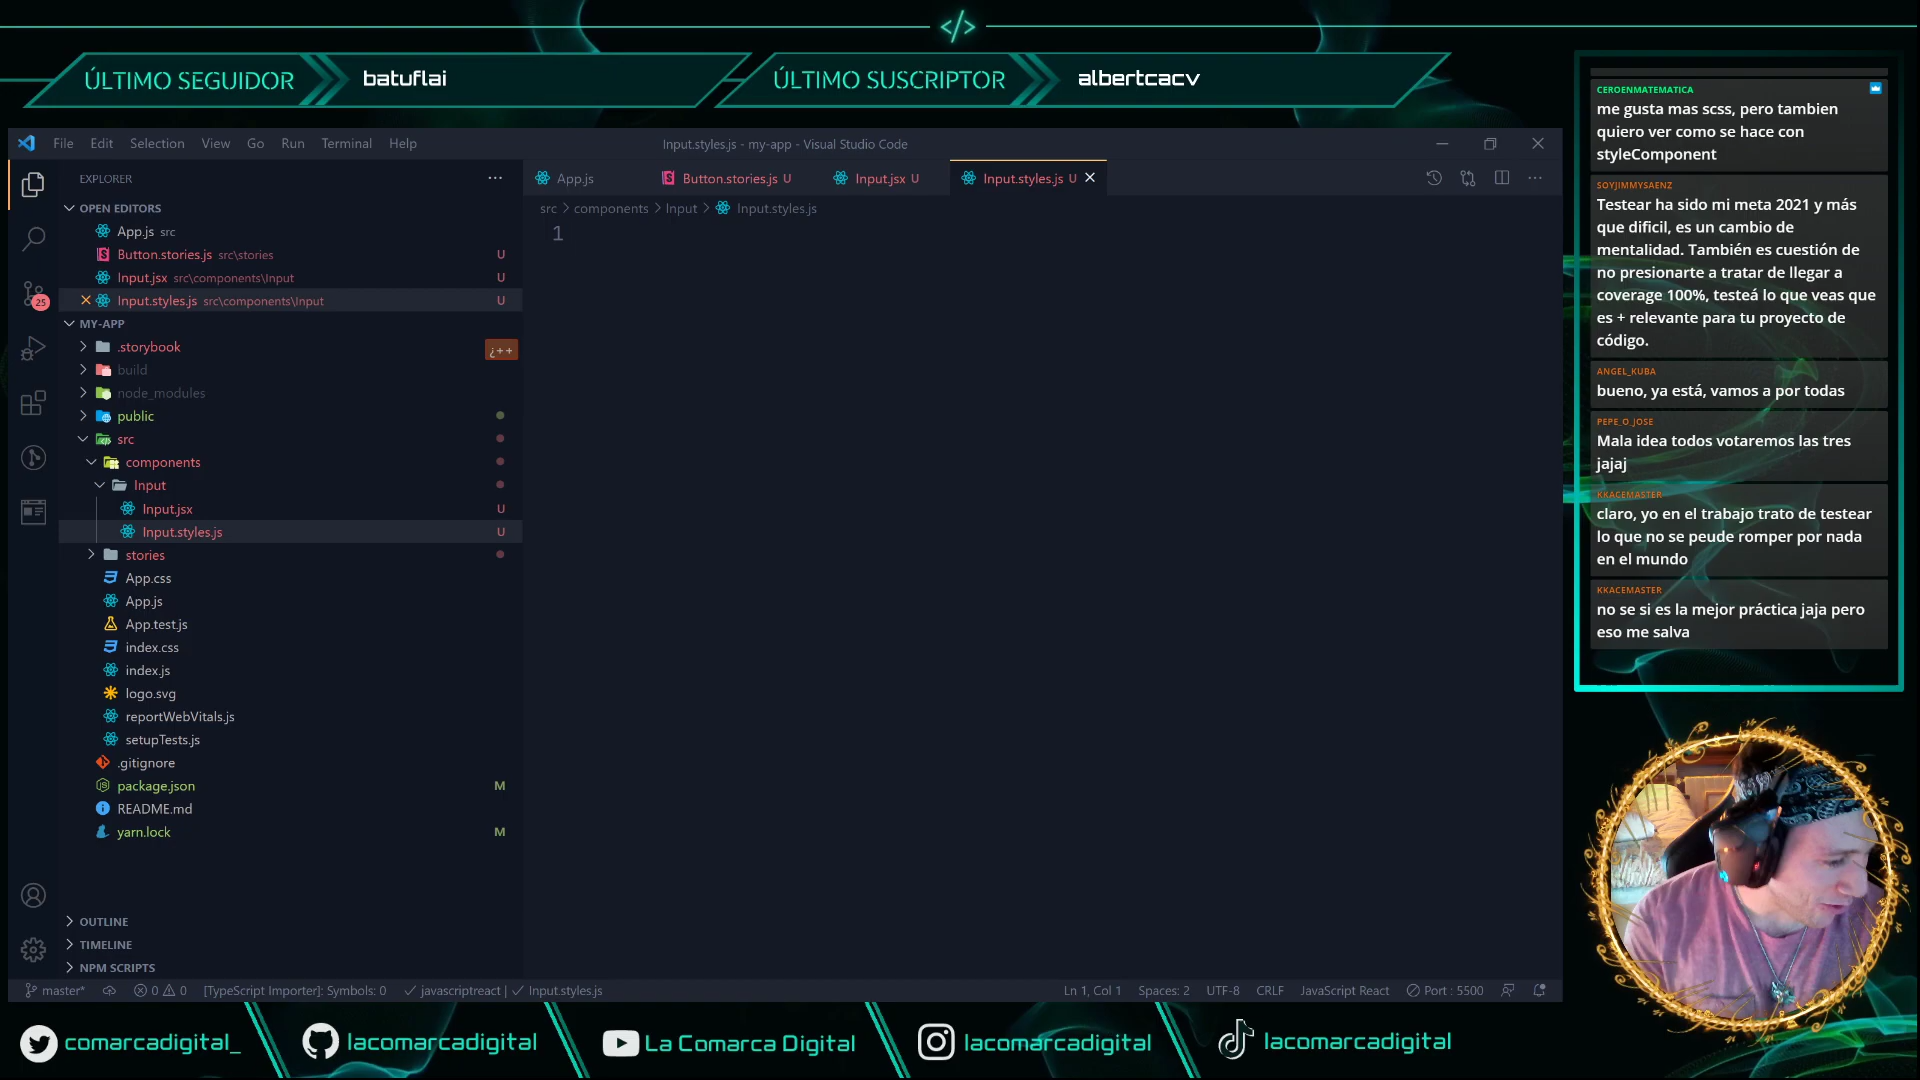 </>
ÚLTIMO SEGUIDOR
batuflai
ÚLTIMO SUSCRIPTOR
albertcacv
File Edit Selection View Go Run Terminal Help
Input.styles.js - my-app - Visual Studio Code
EXPLORER
OPEN EDITORS
App.js src
Button.stories.js src\stories U
Input.jsx src\components\Input U
Input.styles.js src\components\Input U
MY-APP
.storybook
¿++
build
node_modules
public
src
components
Input
Input.jsx U
Input.styles.js U
stories
App.css
App.js
App.test.js
index.css
index.js
logo.svg
reportWebVitals.js
setupTests.js
.gitignore
package.json M
README.md
yarn.lock M
OUTLINE
TIMELINE
NPM SCRIPTS
25
App.js
Button.stories.js U
Input.jsx U
Input.styles.js U
src > components > Input > Input.styles.js
1
master*
0 0
[TypeScript Importer]: Symbols: 0
javascriptreact |
Input.styles.js
Ln 1, Col 1
Spaces: 2
UTF-8
CRLF
JavaScript React
Port : 5500
CEROENMATEMATICA
me gusta mas scss, pero tambien
quiero ver como se hace con
styleComponent
SOYJIMMYSAENZ
Testear ha sido mi meta 2021 y más
que dificil, es un cambio de
mentalidad. También es cuestión de
no presionarte a tratar de llegar a
coverage 100%, testeá lo que veas que
es + relevante para tu proyecto de
código.
ANGEL_KUBA
bueno, ya está, vamos a por todas
PEPE_O_JOSE
Mala idea todos votaremos las tres
jajaj
KKACEMASTER
claro, yo en el trabajo trato de testear
lo que no se peude romper por nada
en el mundo
KKACEMASTER
no se si es la mejor práctica jaja pero
eso me salva
comarcadigital_
lacomarcadigital
La Comarca Digital
lacomarcadigital
lacomarcadigital